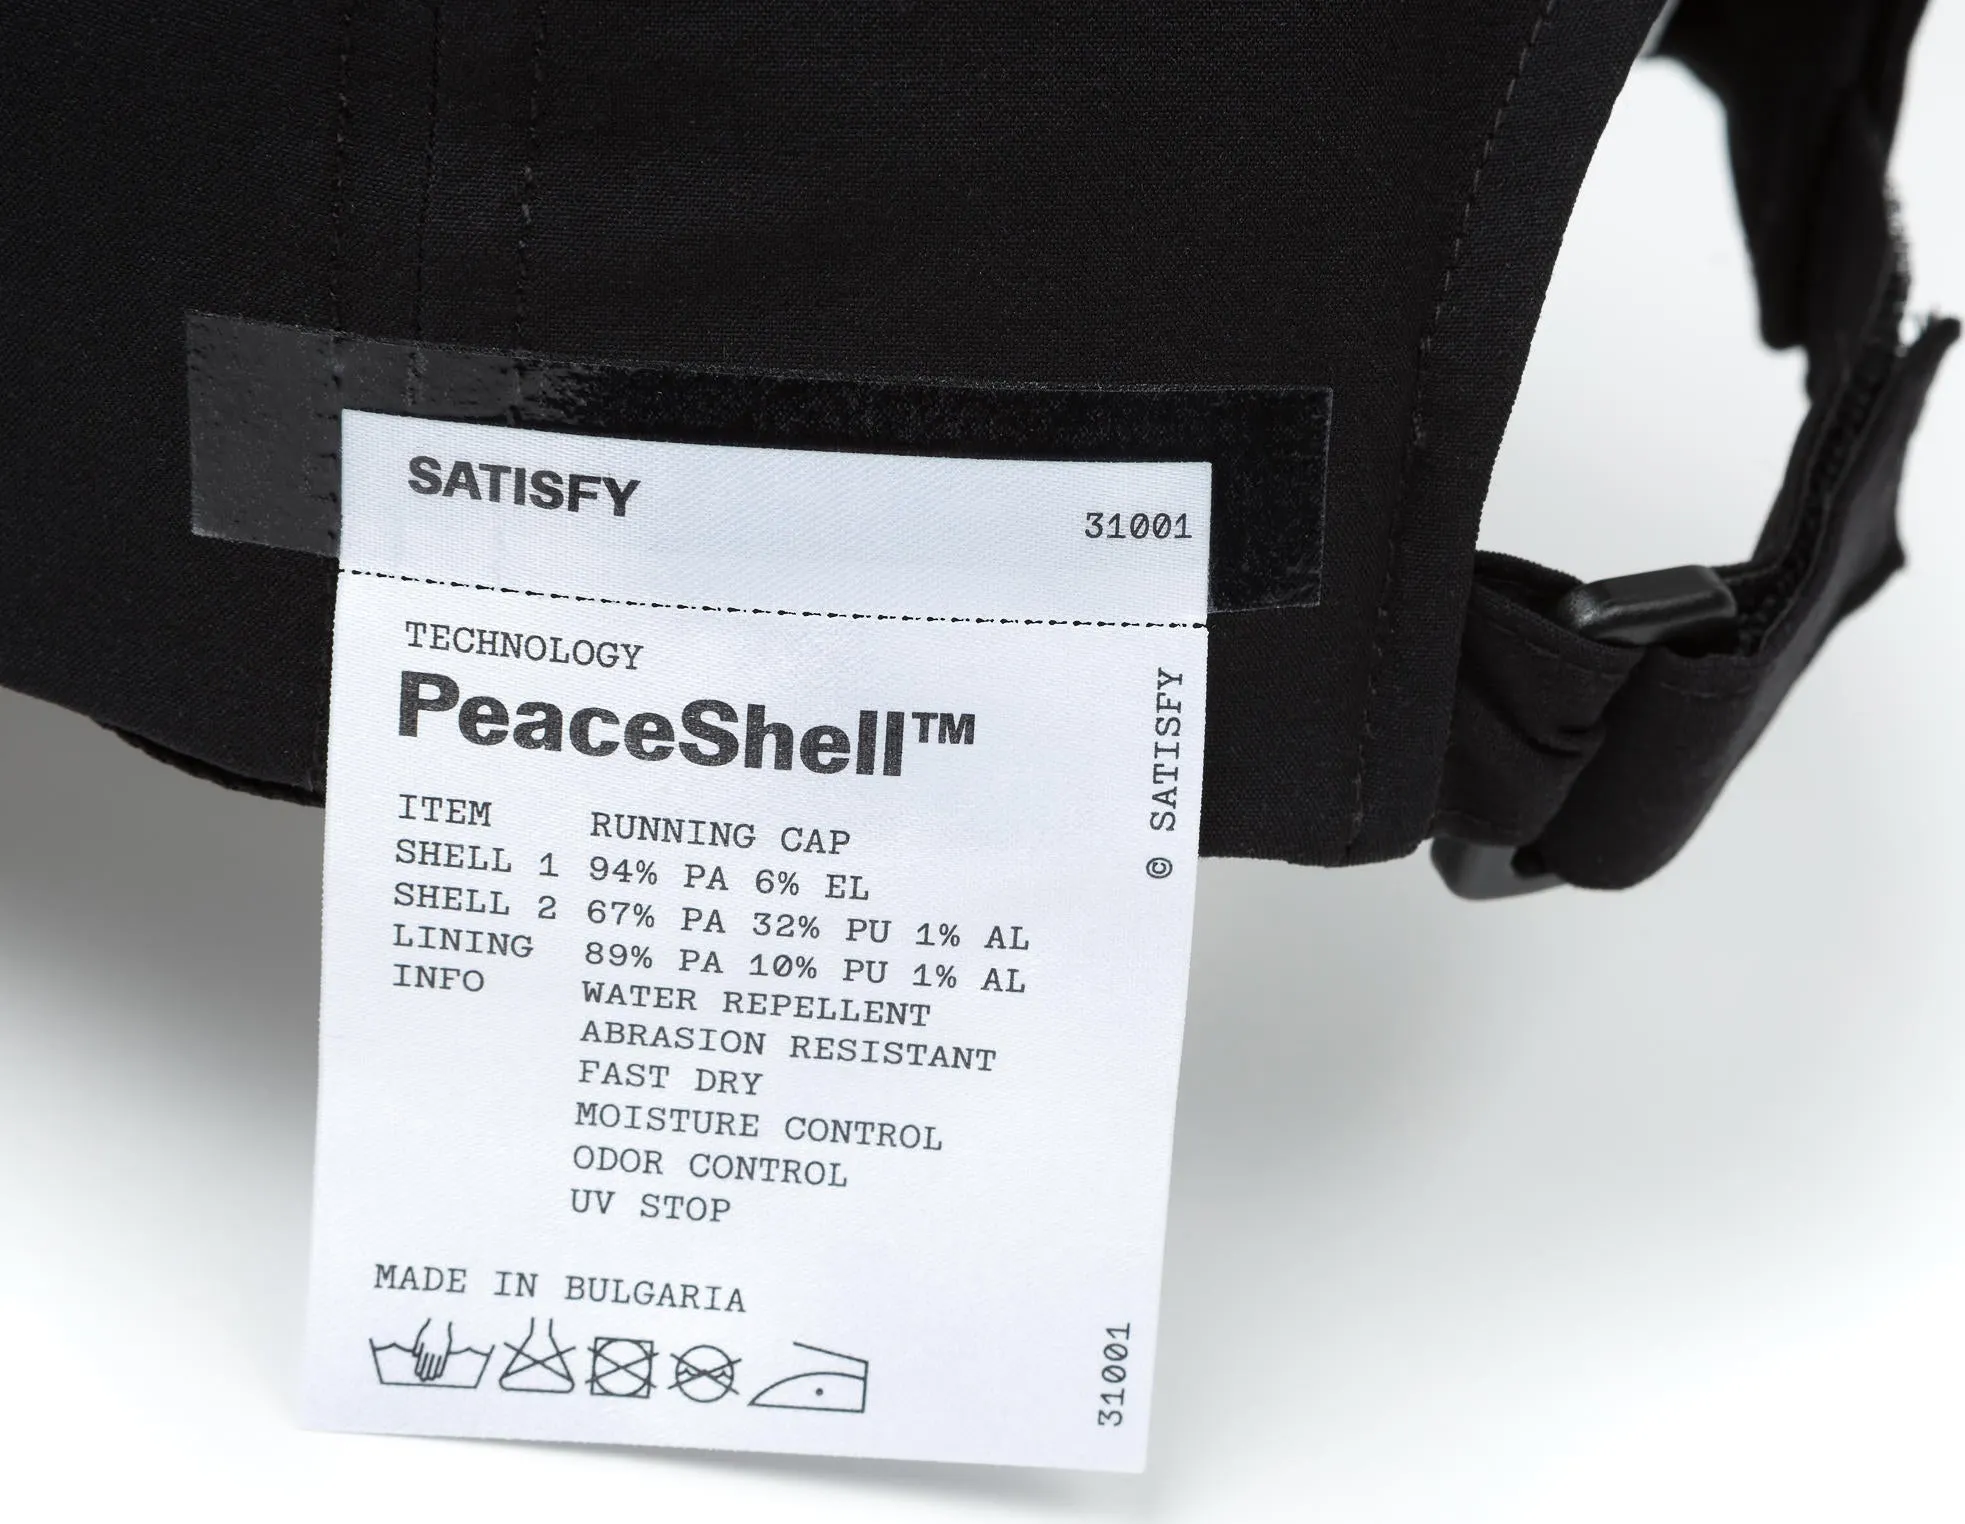 SATISFY
31001
TECHNOLOGY
PeaceShell™
© SATISFY
ITEM RUNNING CAP
SHELL 1 94% PA 6% EL
SHELL 2 67% PA 32% PU 1% AL
LINING 89% PA 10% PU 1% AL
INFO WATER REPELLENT
ABRASION RESISTANT
FAST DRY
MOISTURE CONTROL
ODOR CONTROL
UV STOP
MADE IN BULGARIA
31001